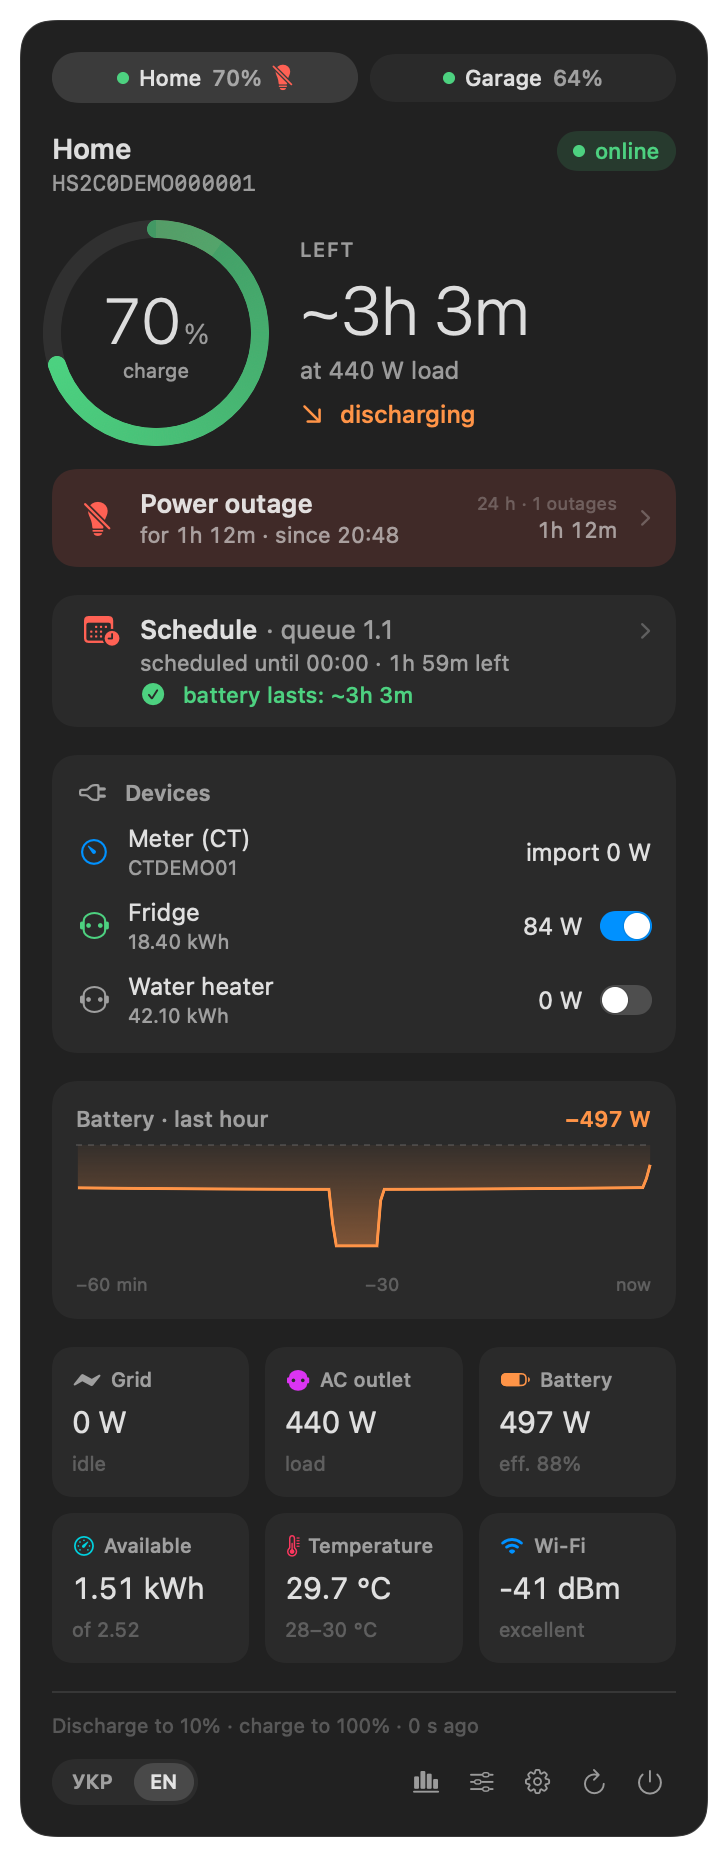 Home 70%
Garage 64%
Home
online
HS2C0DEMO000001
70%
charge
LEFT
~3h 3m
at 440 W load
discharging
Power outage
for 1h 12m · since 20:48
24 h · 1 outages
1h 12m
Schedule · queue 1.1
scheduled until 00:00 · 1h 59m left
battery lasts: ~3h 3m
Devices
Meter (CT)
CTDEMO01
import 0 W
Fridge
18.40 kWh
84 W
Water heater
42.10 kWh
0 W
Battery · last hour
−497 W
−60 min
−30
now
Grid
0 W
idle
AC outlet
440 W
load
Battery
497 W
eff. 88%
Available
1.51 kWh
of 2.52
Temperature
29.7 °C
28–30 °C
Wi-Fi
-41 dBm
excellent
Discharge to 10% · charge to 100% · 0 s ago
УКР EN